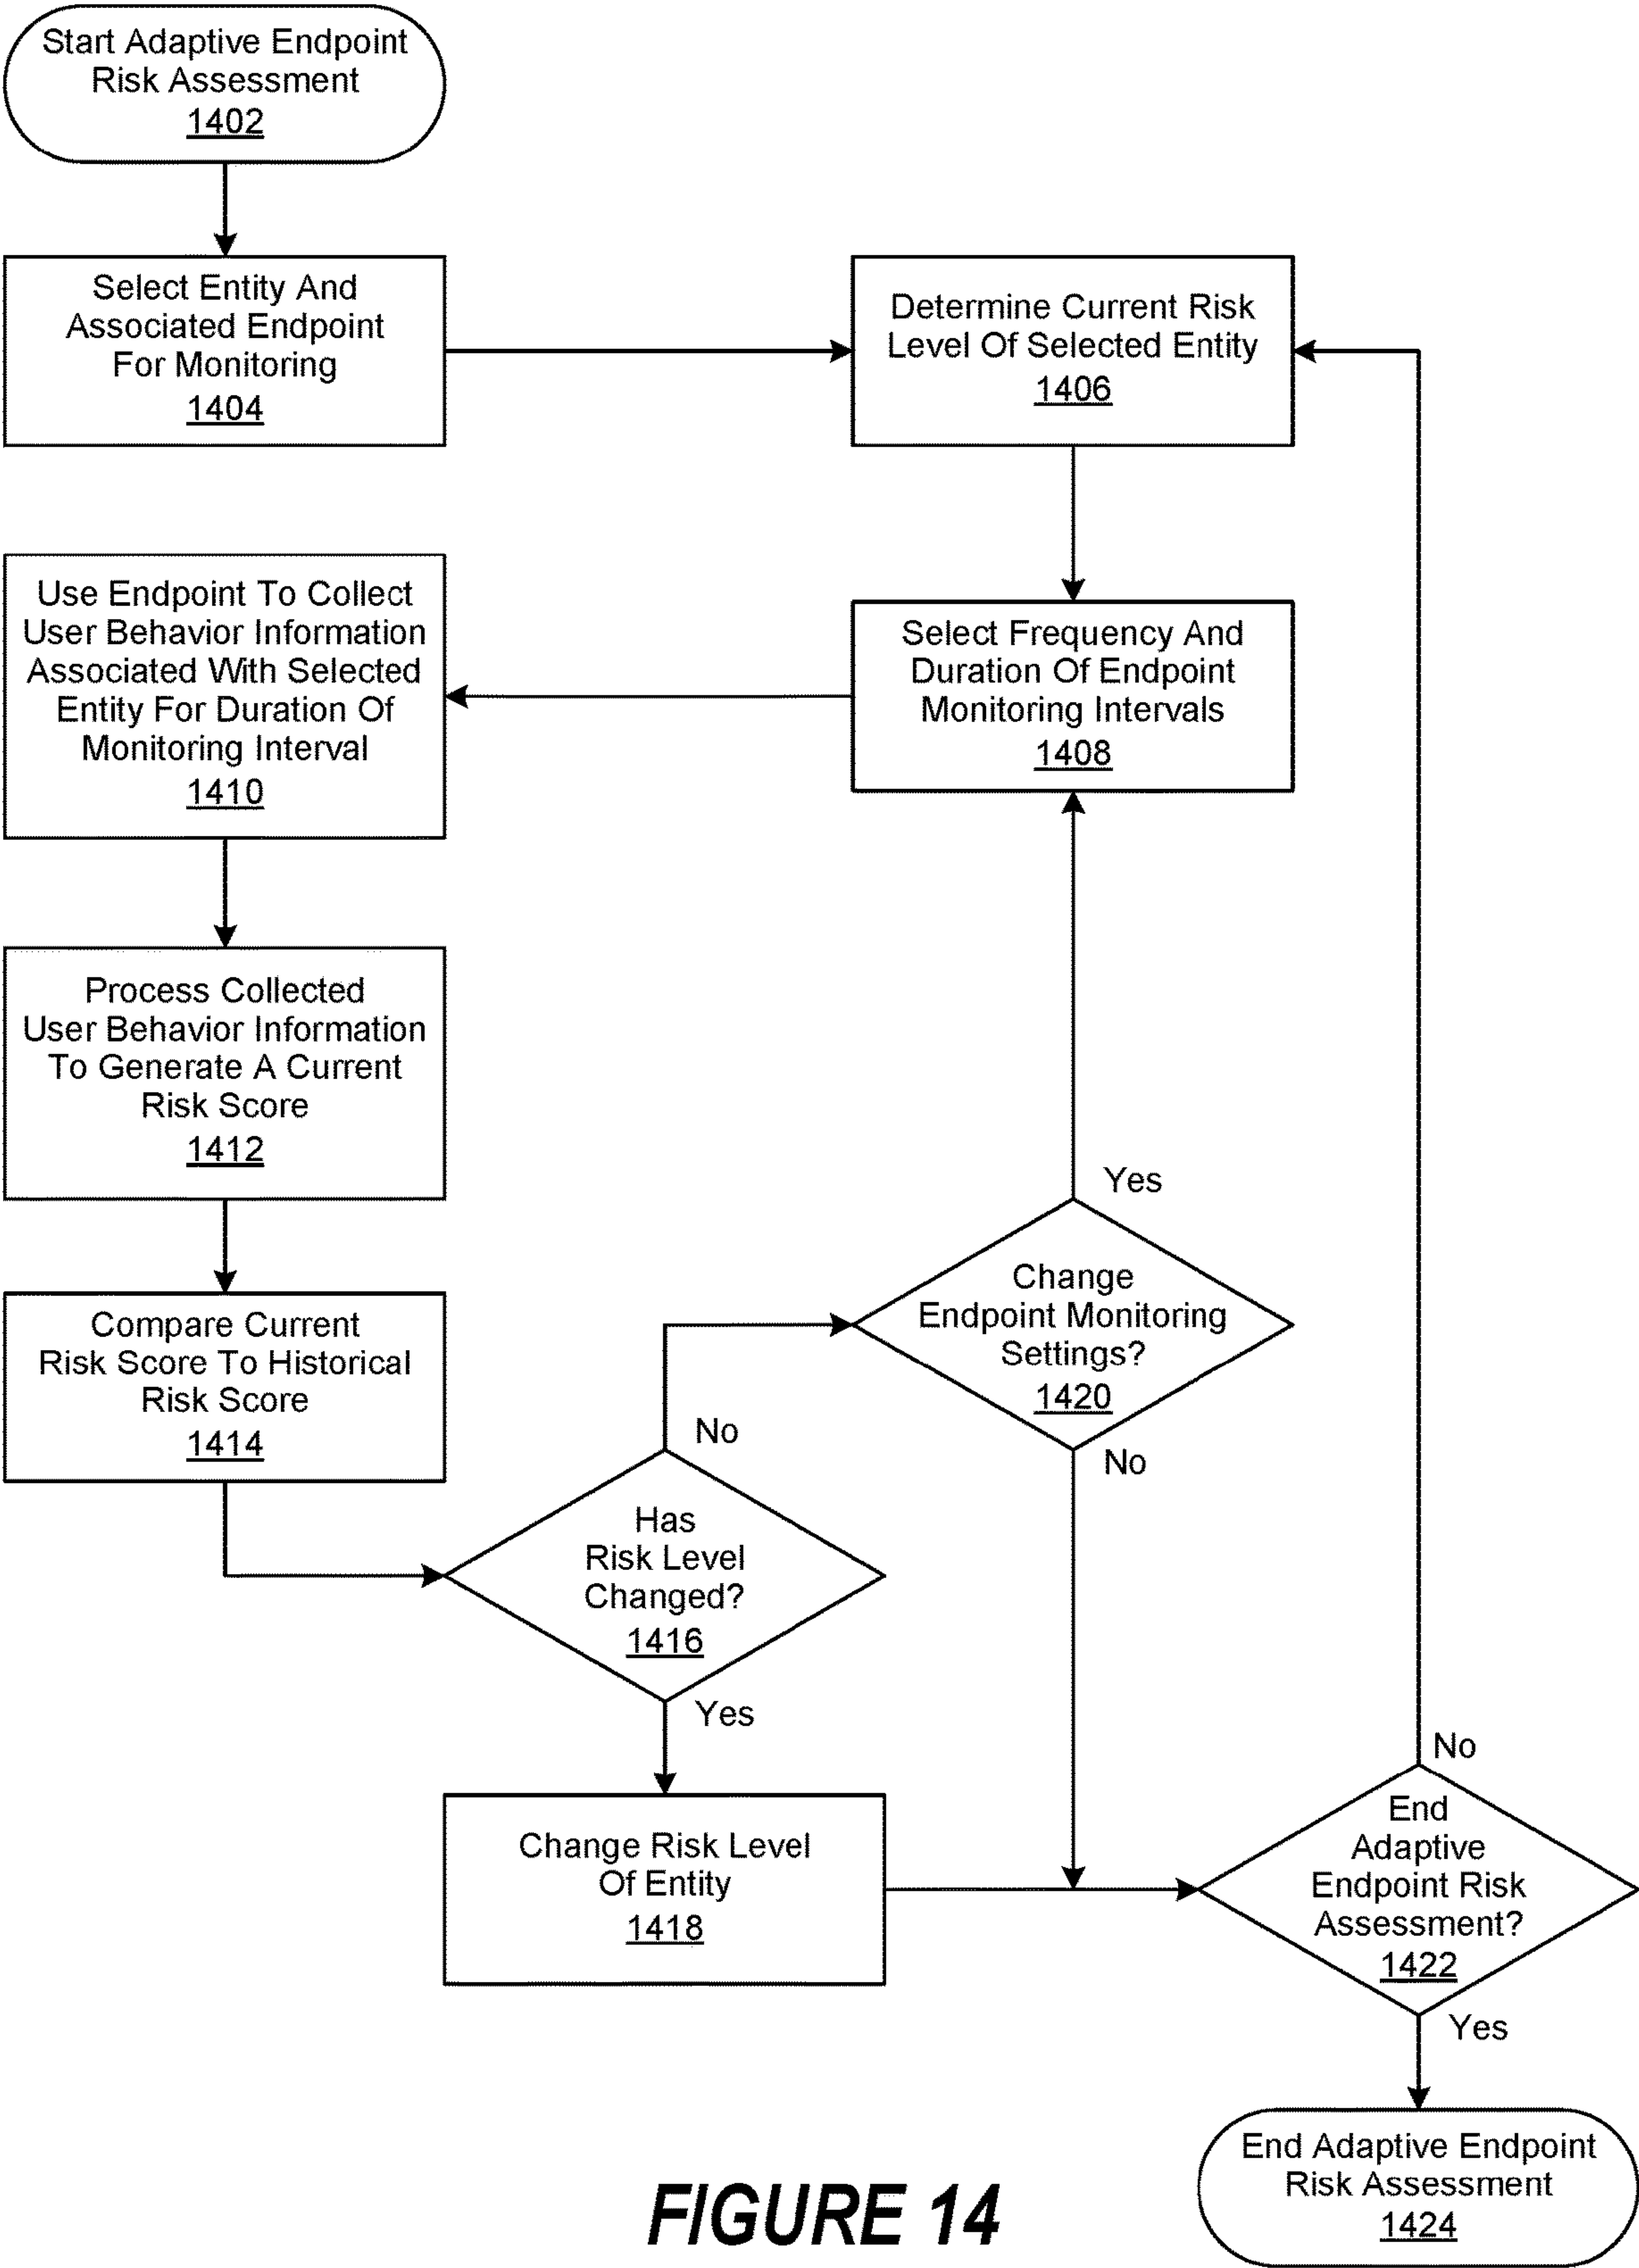 Start Adaptive Endpoint
Risk Assessment
1402
Select Entity And
Associated Endpoint
For Monitoring
1404
Determine Current Risk
Level Of Selected Entity
1406
Use Endpoint To Collect
User Behavior Information
Associated With Selected
Entity For Duration Of
Monitoring Interval
1410
Select Frequency And
Duration Of Endpoint
Monitoring Intervals
1408
Process Collected
User Behavior Information
To Generate A Current
Risk Score
1412
Yes
Change
Endpoint Monitoring
Settings?
1420
No
Compare Current
Risk Score To Historical
Risk Score
1414
No
Has
Risk Level
Changed?
1416
Yes
Change Risk Level
Of Entity
1418
No
End
Adaptive
Endpoint Risk
Assessment?
1422
Yes
End Adaptive Endpoint
Risk Assessment
1424
FIGURE 14